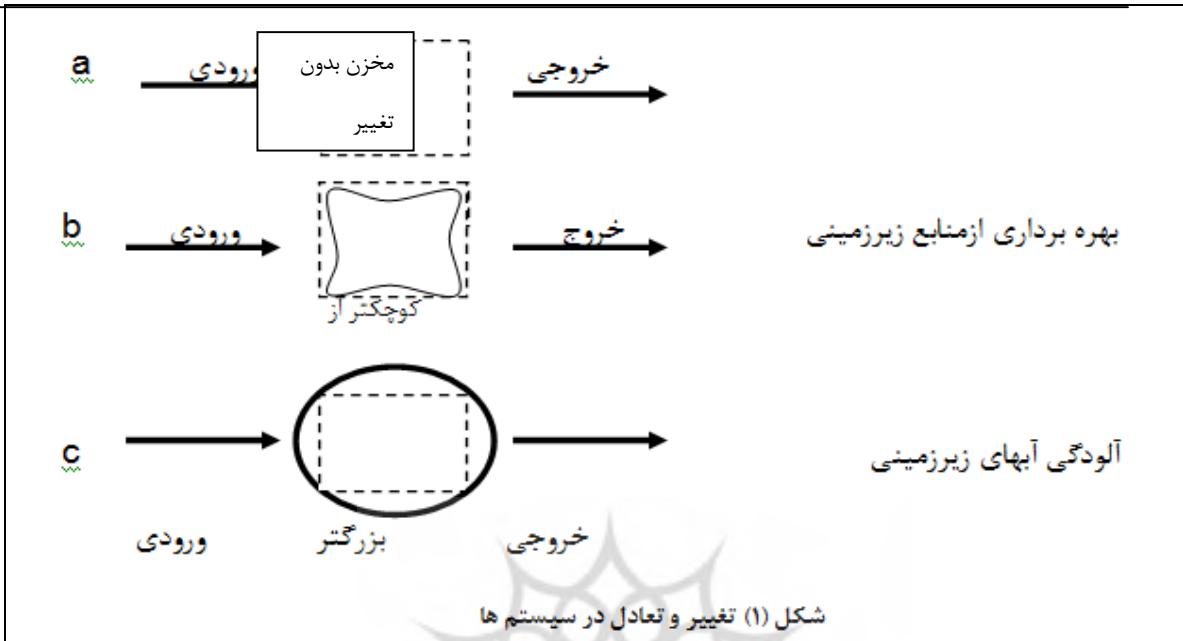 a ورودی مخزن بدون خروجی
تغییر
b ورودی خروج بهره برداری ازمنابع زیرزمینی
کوچکتر از
c آلودگی آبهای زیرزمینی
ورودی بزرگتر خروجی
شکل (۱) تغییر و تعادل در سیستم ها